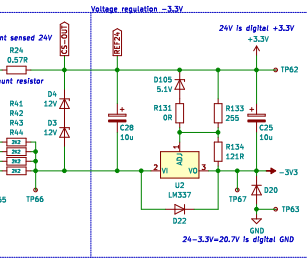 Voltage regulation -3.3V
nt sensed 24V
CS-OUT
REF24
24V is digital +3.3V
+3.3V
R24
0.57R
TP62
unt resistor
D105
5.1V
D4
12V
R41
R42
R43
R44
R131
0R
R133
255
C28
10u
C25
10u
D3
12V
2K2
2K2
2K2
2K2
R134
121R
ADJ
1
2
VI
VO
3
-3V3
U2
LM337
TP66
TP67
D20
D22
TP63
GND
24-3.3V=20.7V is digital GND